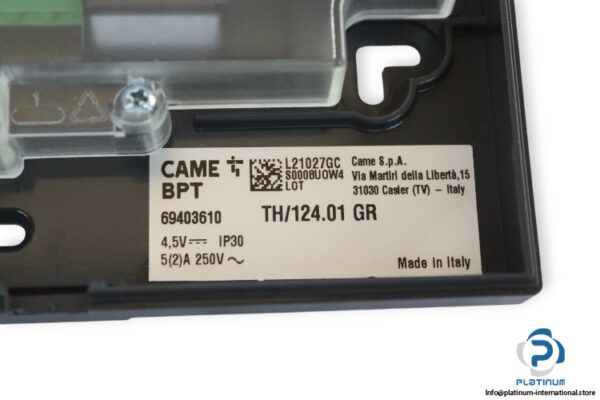 1
CAME
BPT
L21027GC
S0008U0W4
LOT
Came S.p.A.
Via Martiri della Libertà,15
31030 Casier (TV) – Italy
69403610
TH/124.01 GR
4,5V⎓ IP30
5(2)A 250V~
Made in Italy
PLATINUM
Info@platinum-international.store